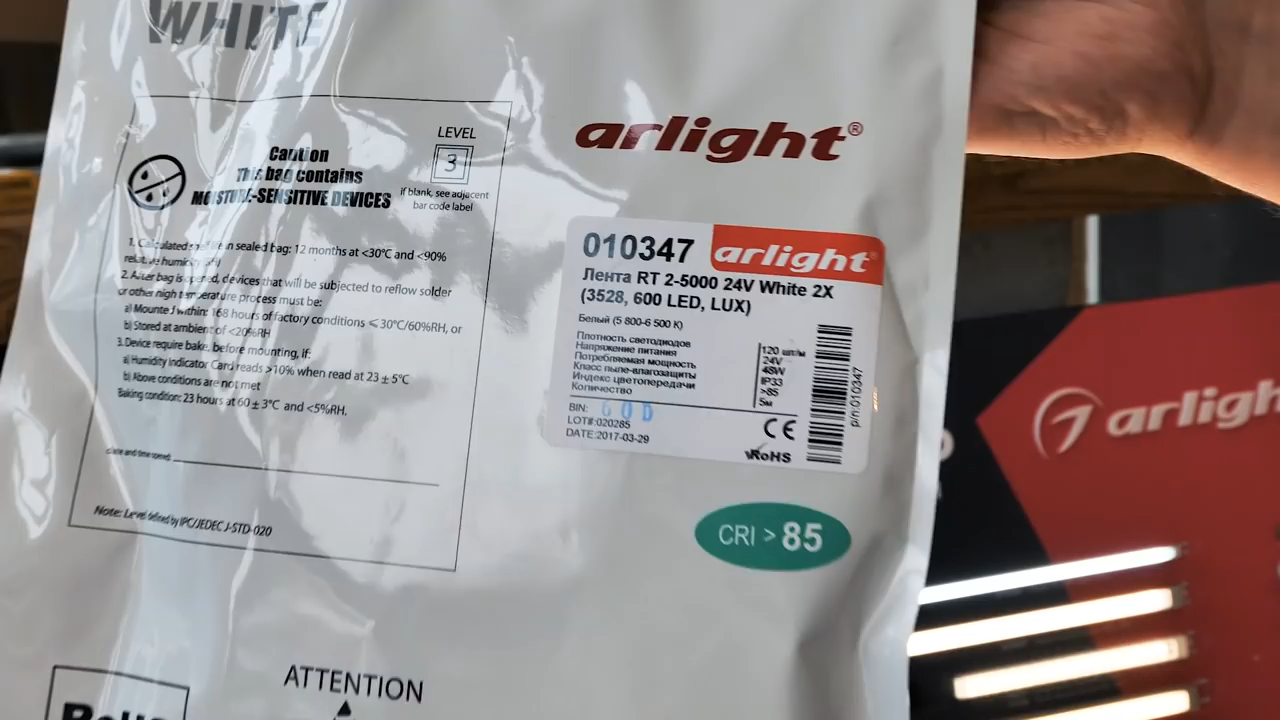 WHITE
LEVEL
3
if blank, see adjacent
bar code label
Caution
This bag contains
MOISTURE-SENSITIVE DEVICES
1. Calculated shelf life in sealed bag: 12 months at <30°C and <90%
relative humidity (RH)
2. After bag is opened, devices that will be subjected to reflow solder
or other high temperature process must be:
a) Mounted within: 168 hours of factory conditions ⩽30°C/60%RH, or
b) Stored at ambient of <20%RH
3. Device require bake, before mounting, if:
a) Humidity Indicator Card reads >10% when read at 23 ± 5°C
b) Above conditions are not met
Baking condition: 23 hours at 60 ± 3°C and <5%RH.
date and time opened:
Note: Level defined by IPC/JEDEC J-STD-020
ATTENTION
RoHS
arlight®
010347 arlight
Лента RT 2-5000 24V White 2X
(3528, 600 LED, LUX)
Белый (5 800-6 500 K)
Плотность светодиодов 120 шт/м
Напряжение питания 24V
Потребляемая мощность 48W
Класс пыле-влагозащиты IP33
Индекс цветопередачи >85
Количество 5м
BIN: 60D
LOT#:020285
DATE:2017-03-29
CE
RoHS
p/n:010347
CRI > 85
arligh